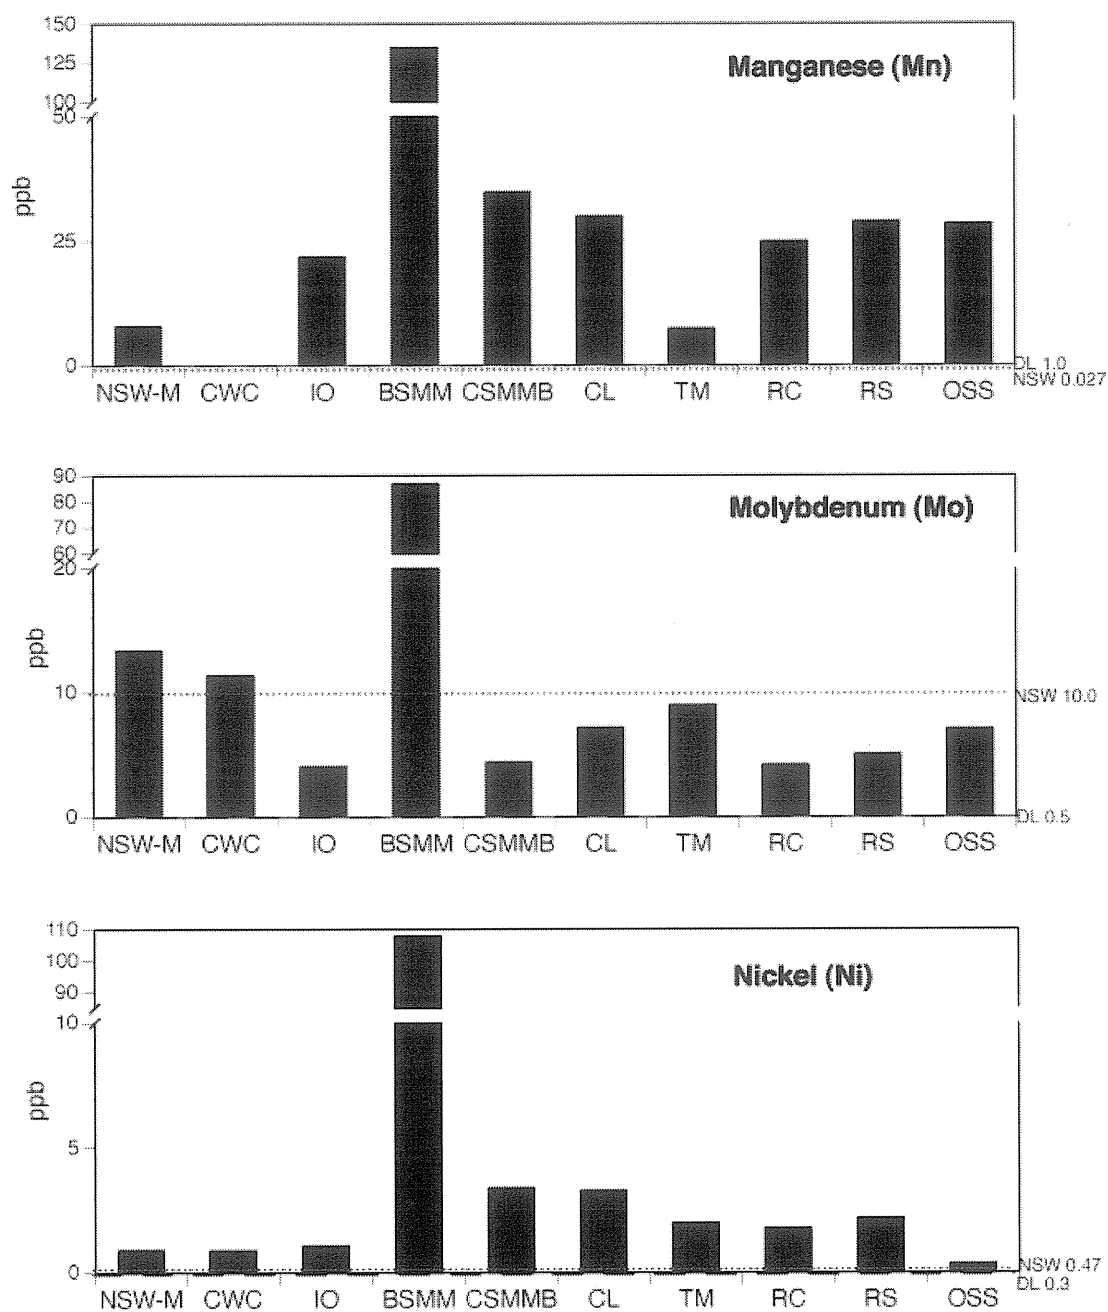 150
125
Manganese (Mn)
100
50
ppb
25
0
DL 1.0
NSW 0.027
NSW-M CWC IO BSMM CSMMB CL TM RC RS OSS
90
80
Molybdenum (Mo)
70
60
20
ppb
10
NSW 10.0
0
DL 0.5
NSW-M CWC IO BSMM CSMMB CL TM RC RS OSS
110
100
Nickel (Ni)
90
10
ppb
5
NSW 0.47
0
DL 0.3
NSW-M CWC IO BSMM CSMMB CL TM RC RS OSS